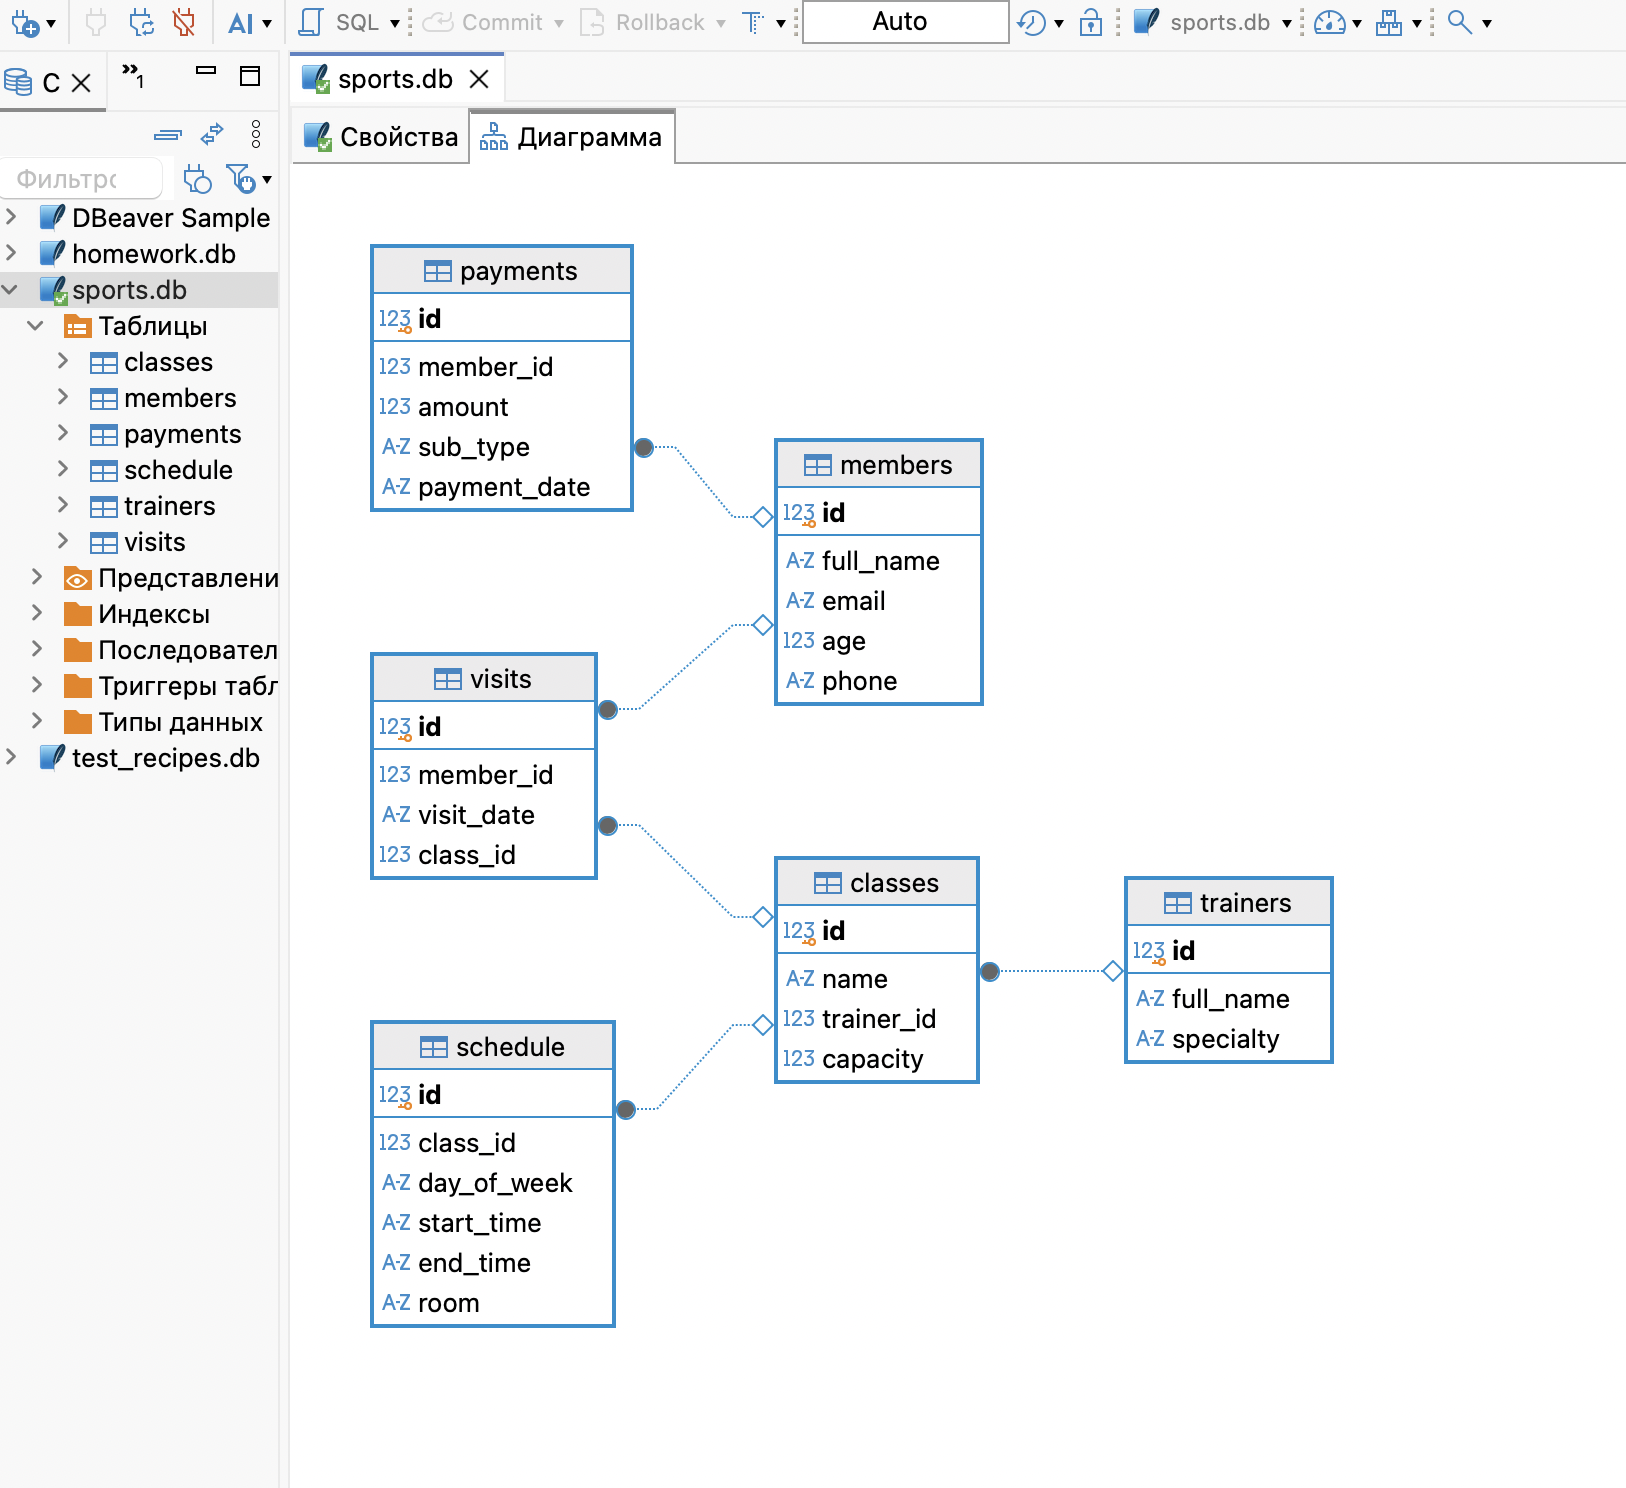 AI SQL Commit Rollback T Auto sports.db
С »1
sports.db
Свойства Диаграмма
DBeaver Sample
homework.db
sports.db
Таблицы
classes
members
payments
schedule
trainers
visits
Представлени
Индексы
Последовател
Триггеры табл
Типы данных
test_recipes.db
payments
123 id
123 member_id
123 amount
A-Z sub_type
A-Z payment_date
members
123 id
A-Z full_name
A-Z email
123 age
A-Z phone
visits
123 id
123 member_id
A-Z visit_date
123 class_id
classes
123 id
A-Z name
123 trainer_id
123 capacity
trainers
123 id
A-Z full_name
A-Z specialty
schedule
123 id
123 class_id
A-Z day_of_week
A-Z start_time
A-Z end_time
A-Z room